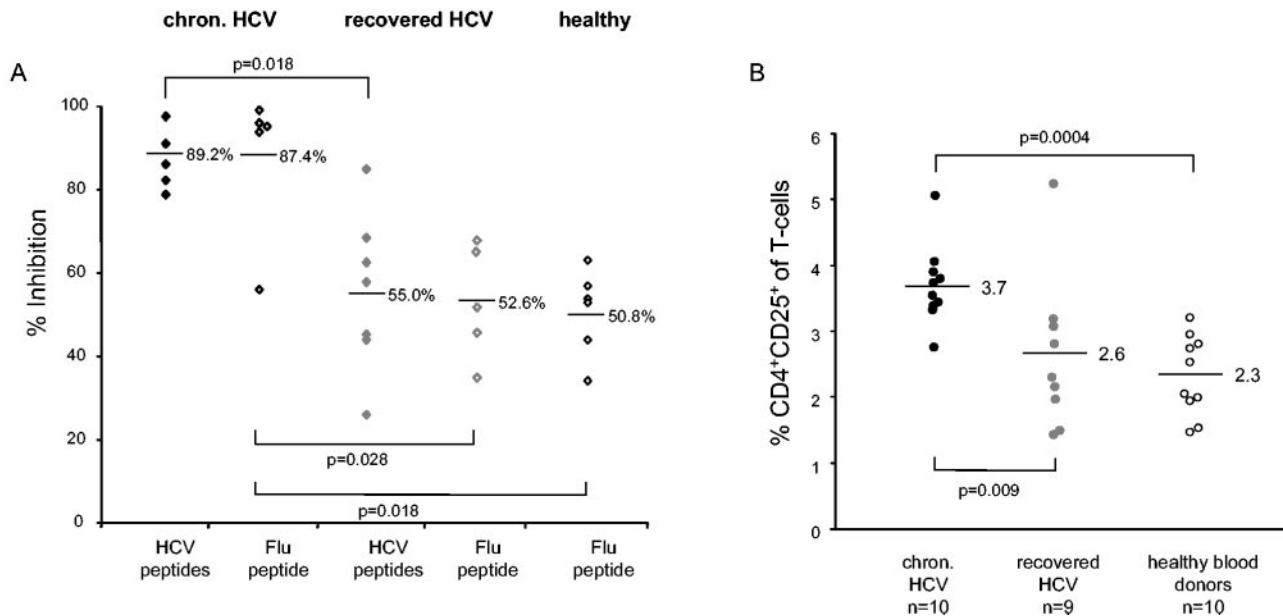 chron. HCV recovered HCV healthy
A
p=0.018
% Inhibition
100
80
60
40
20
0
89.2%
87.4%
55.0%
52.6%
50.8%
p=0.028
p=0.018
HCV peptides
Flu peptide
HCV peptides
Flu peptide
Flu peptide
B
p=0.0004
% CD4⁺CD25⁺ of T-cells
6
5
4
3
2
1
0
3.7
2.6
2.3
p=0.009
chron. HCV n=10
recovered HCV n=9
healthy blood donors n=10